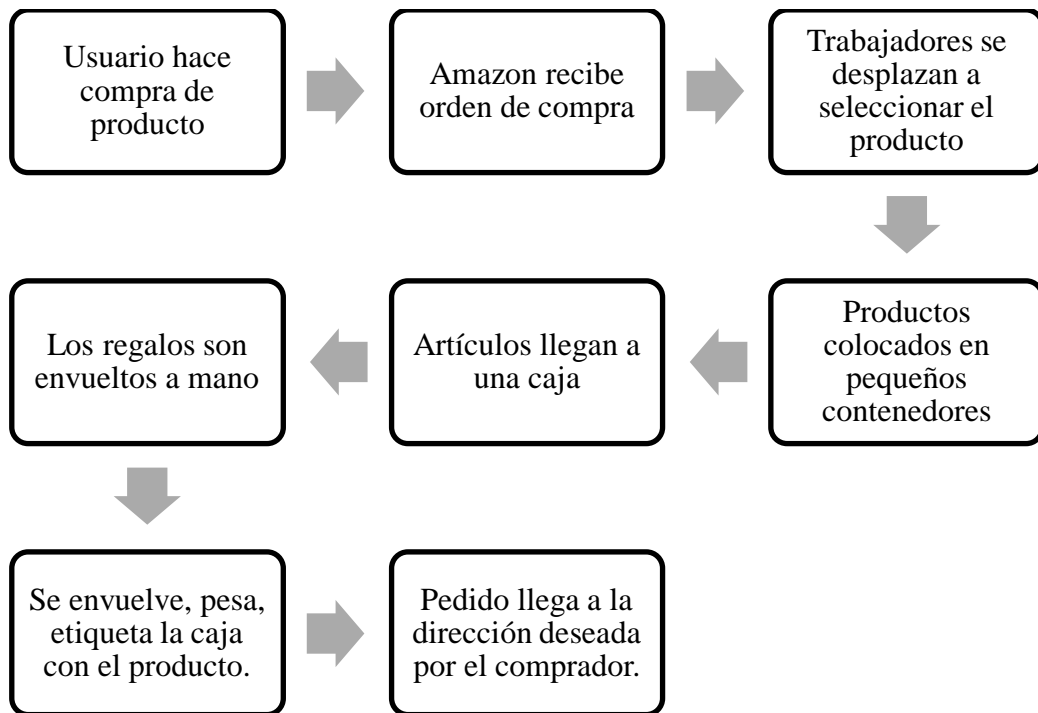 Usuario hace
compra de
producto
Amazon recibe
orden de compra
Trabajadores se
desplazan a
seleccionar el
producto
Productos
colocados en
pequeños
contenedores
Artículos llegan a
una caja
Los regalos son
envueltos a mano
Se envuelve, pesa,
etiqueta la caja
con el producto.
Pedido llega a la
dirección deseada
por el comprador.